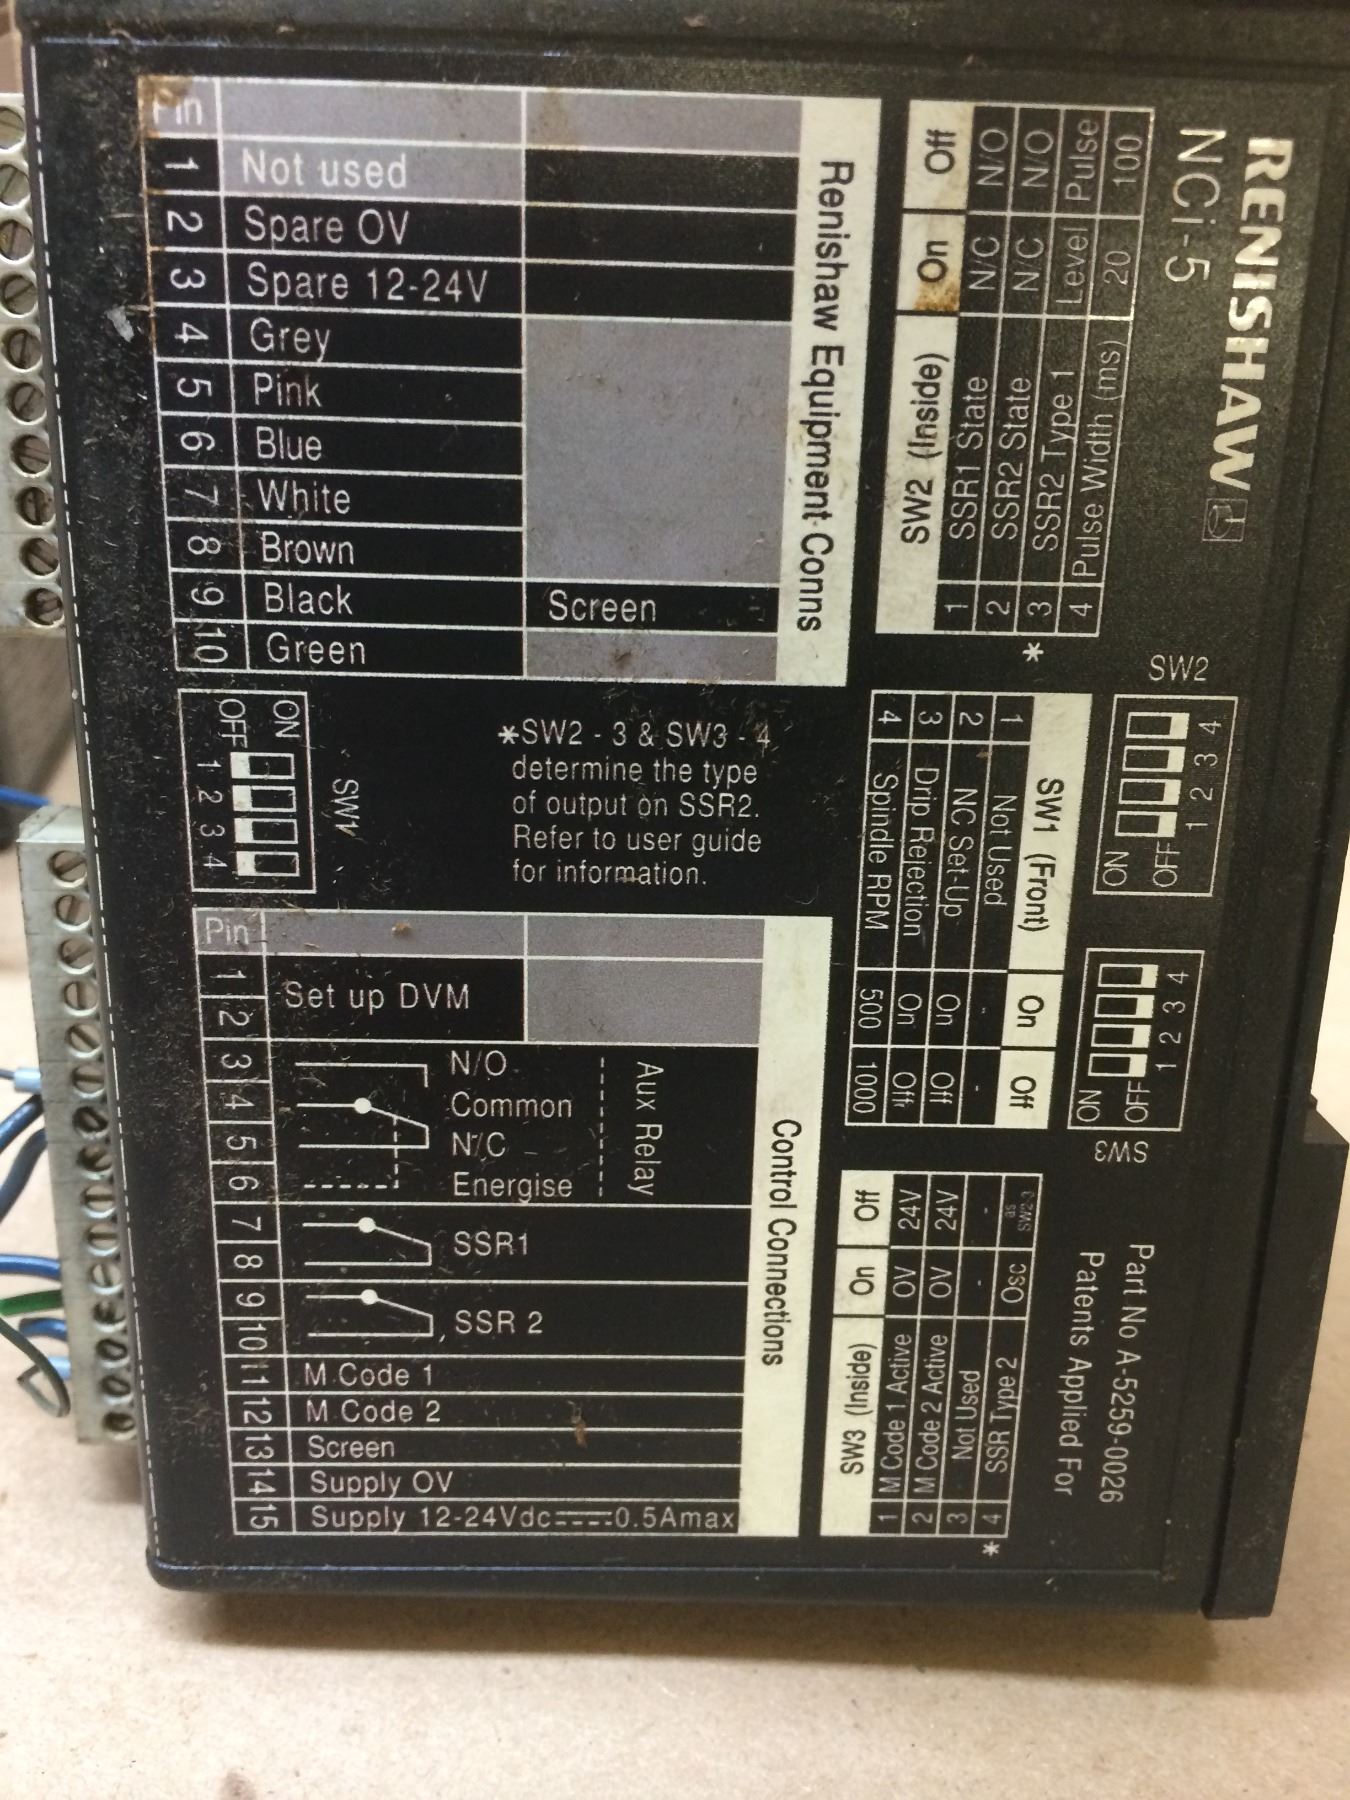 RENISHAW
NCi-5
Pin
1 Not used
2 Spare OV
3 Spare 12-24V
4 Grey
5 Pink
6 Blue
7 White
8 Brown
9 Black Screen
10 Green
Renishaw Equipment Conns
SW2 (Inside) On Off
1 SSR1 State N/C N/O
2 SSR2 State N/C N/O
* 3 SSR2 Type 1 Level Pulse
4 Pulse Width (ms) 20 100
SW2
ON
OFF
1 2 3 4
ON
OFF
1 2 3 4
SW1
*SW2 - 3 & SW3 - 4
determine the type
of output on SSR2.
Refer to user guide
for information.
SW1 (Front) On Off
1 Not Used - -
2 NC Set-Up On Off
3 Drip Rejection On Off
4 Spindle RPM 500 1000
ON
OFF
1 2 3 4
SW3
Pin
1
2
Set up DVM
3 N/O
4 Common
5 N/C
6 Energise
Aux Relay
7
8
SSR1
9
10
SSR 2
11 M Code 1
12 M Code 2
13 Screen
14 Supply OV
15 Supply 12-24Vdc 0.5Amax
Control Connections
SW3 (Inside) On Off
1 M Code 1 Active 0V 24V
2 M Code 2 Active 0V 24V
3 Not Used - -
* 4 SSR Type 2 Osc as SW2-3
Part No A-5259-0026
Patents Applied For